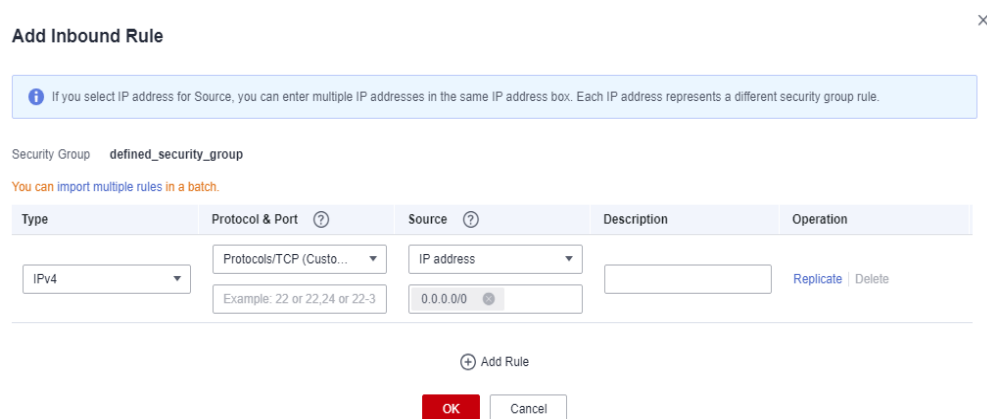 Add Inbound Rule
If you select IP address for Source, you can enter multiple IP addresses in the same IP address box. Each IP address represents a different security group rule.
Security Group defined_security_group
You can import multiple rules in a batch.
Type Protocol & Port Source Description Operation
Protocols/TCP (Custo... IP address
IPv4 Replicate Delete
Example: 22 or 22,24 or 22-3 0.0.0.0/0
Add Rule
OK Cancel